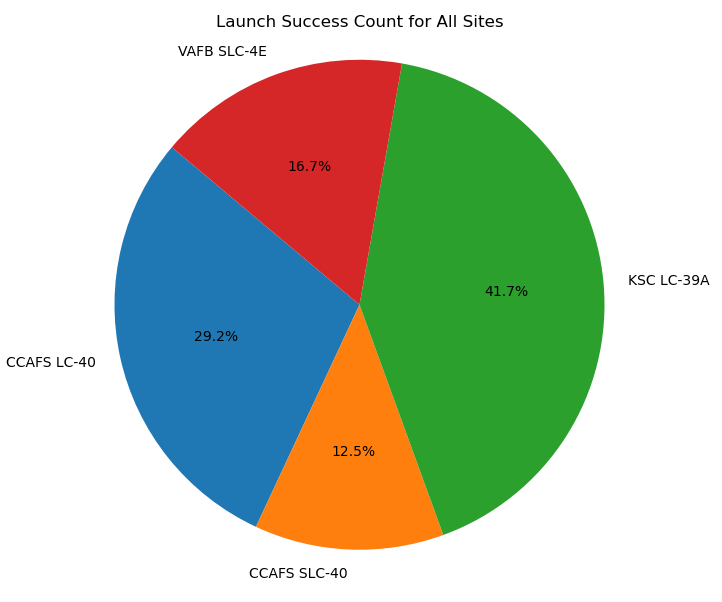 Launch Success Count for All Sites
VAFB SLC-4E
16.7%
KSC LC-39A
41.7%
29.2%
CCAFS LC-40
12.5%
CCAFS SLC-40